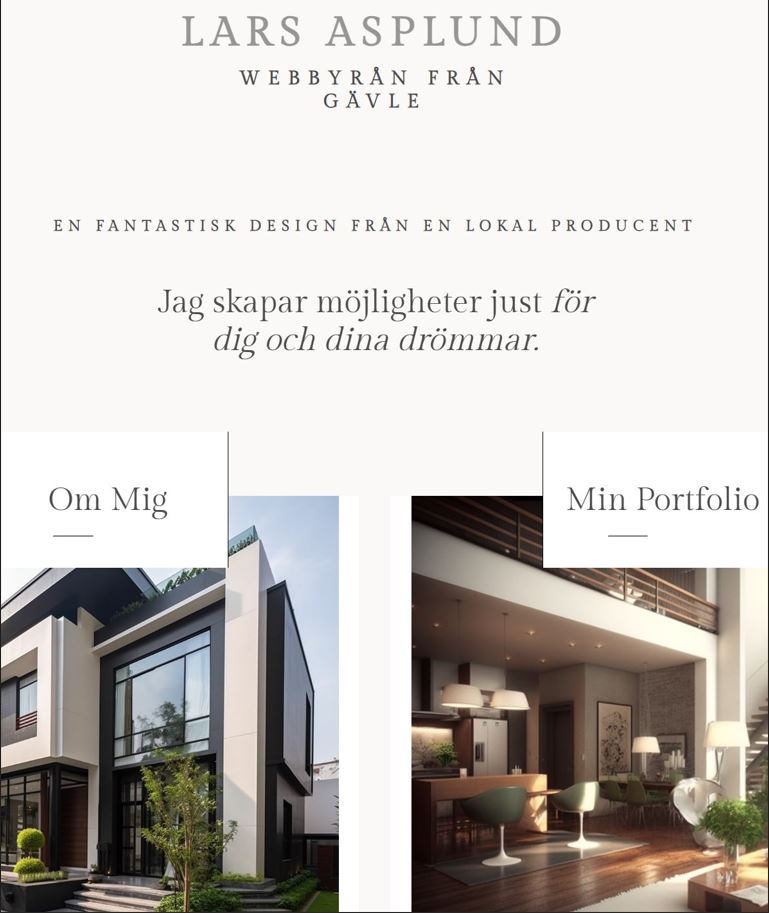 LARS ASPLUND
WEBBYRÅN FRÅN
GÄVLE
EN FANTASTISK DESIGN FRÅN EN LOKAL PRODUCENT
Jag skapar möjligheter just för
dig och dina drömmar.
Om Mig
Min Portfolio